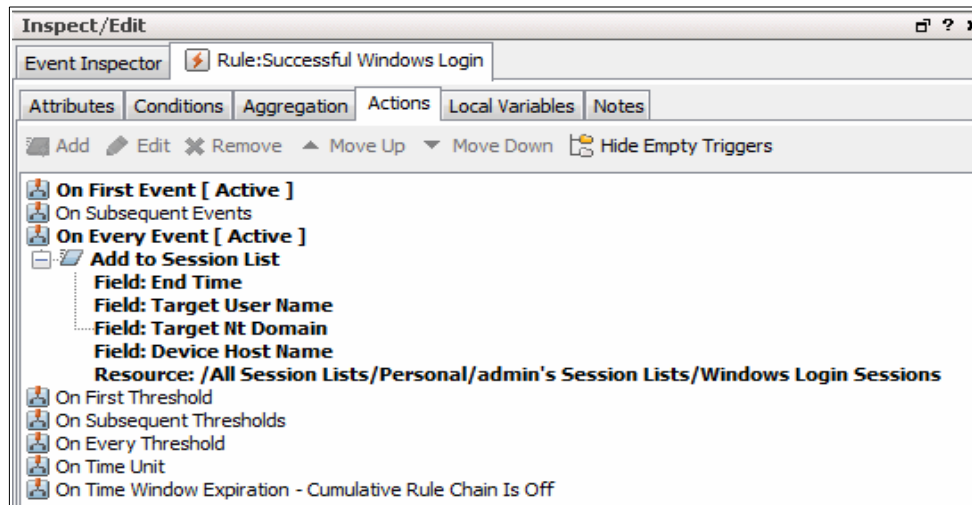 Inspect/Edit
Event Inspector Rule:Successful Windows Login
Attributes Conditions Aggregation Actions Local Variables Notes
Add Edit Remove Move Up Move Down Hide Empty Triggers
On First Event [ Active ]
On Subsequent Events
On Every Event [ Active ]
Add to Session List
Field: End Time
Field: Target User Name
Field: Target Nt Domain
Field: Device Host Name
Resource: /All Session Lists/Personal/admin's Session Lists/Windows Login Sessions
On First Threshold
On Subsequent Thresholds
On Every Threshold
On Time Unit
On Time Window Expiration - Cumulative Rule Chain Is Off